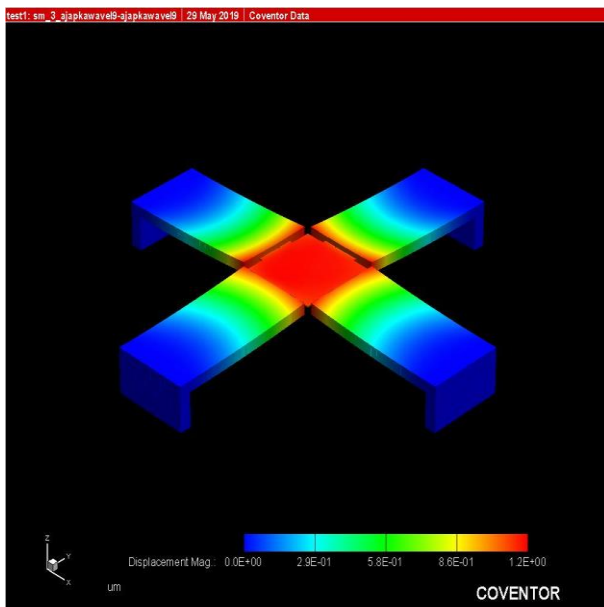 test1: sm_3_ajapkawavel9-ajapkawavel9 | 29 May 2019 | Coventor Data
Z
Y
X
Displacement Mag.: 0.0E+00 2.9E-01 5.8E-01 8.6E-01 1.2E+00
um
COVENTOR